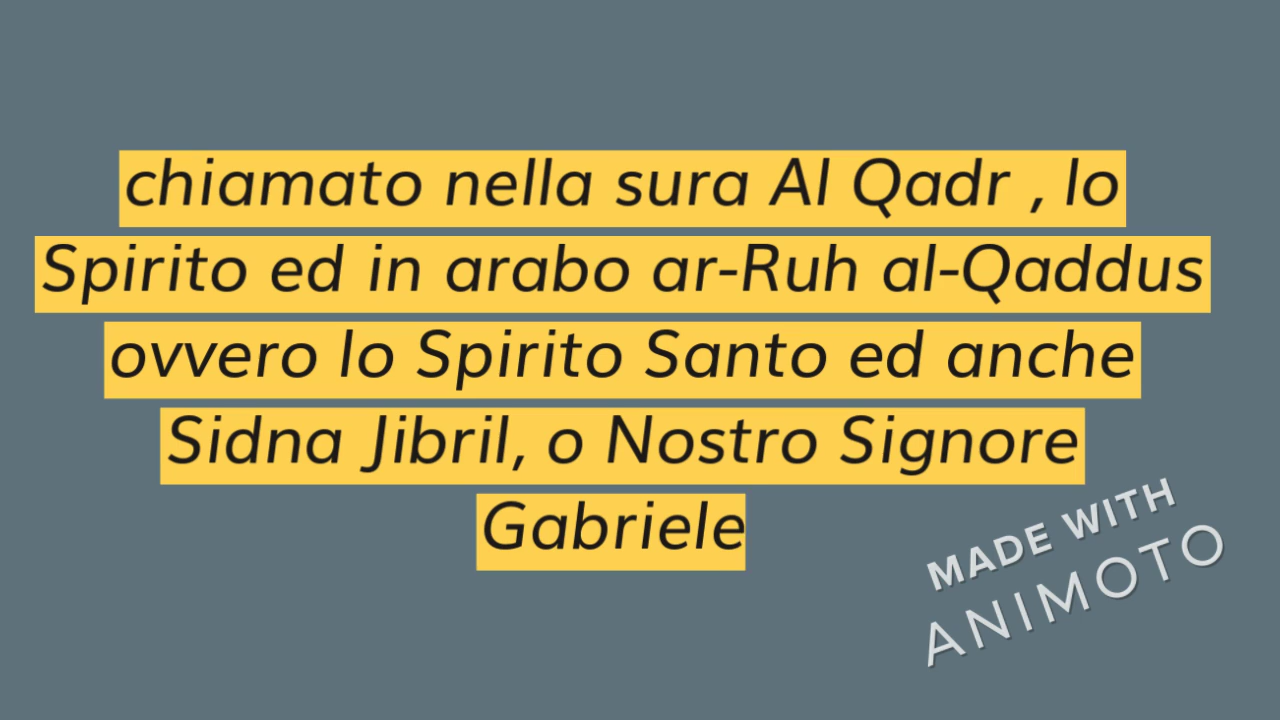 chiamato nella sura Al Qadr , lo
Spirito ed in arabo ar-Ruh al-Qaddus
ovvero lo Spirito Santo ed anche
Sidna Jibril, o Nostro Signore
Gabriele
MADE WITH
ANIMOTO